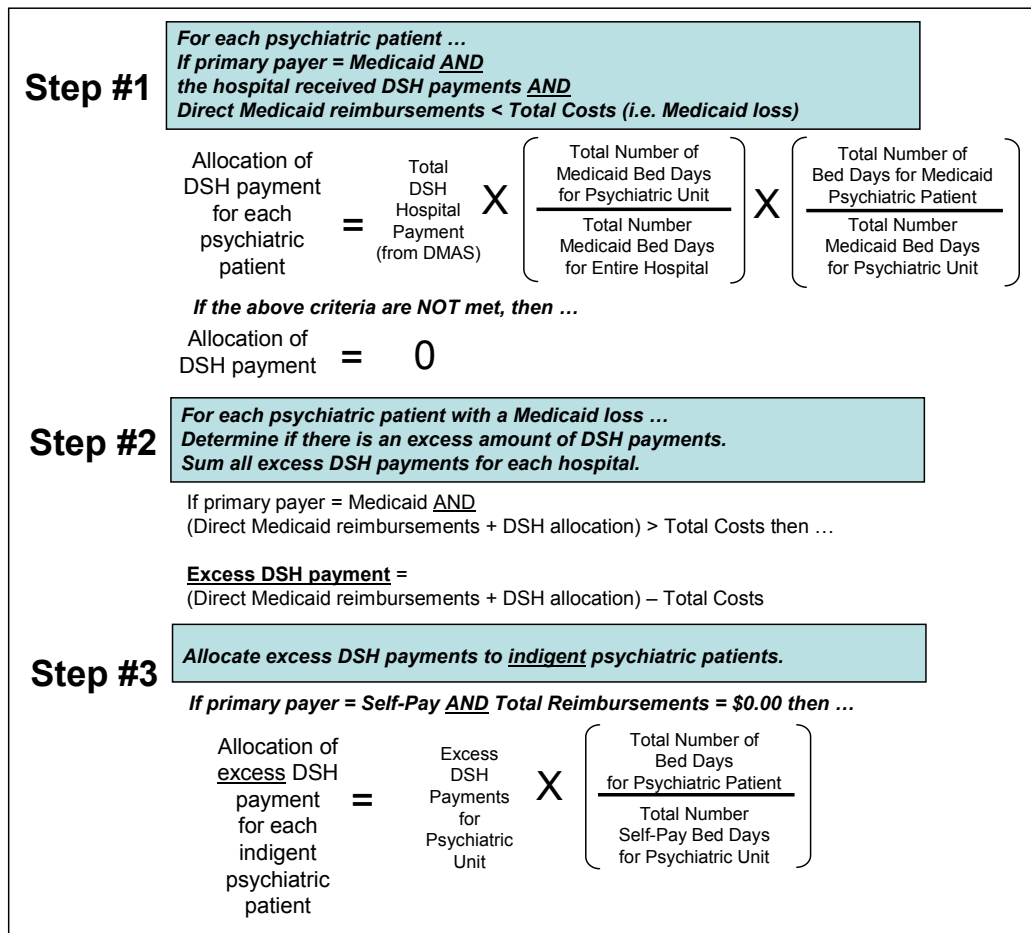 Step #1
For each psychiatric patient …
If primary payer = Medicaid AND
the hospital received DSH payments AND
Direct Medicaid reimbursements < Total Costs (i.e. Medicaid loss)
Allocation of
DSH payment
for each
psychiatric
patient
=
Total
DSH
Hospital
Payment
(from DMAS)
X
Total Number of
Medicaid Bed Days
for Psychiatric Unit
Total Number
Medicaid Bed Days
for Entire Hospital
X
Total Number of
Bed Days for Medicaid
Psychiatric Patient
Total Number
Medicaid Bed Days
for Psychiatric Unit
If the above criteria are NOT met, then …
Allocation of
DSH payment
=
0
Step #2
For each psychiatric patient with a Medicaid loss …
Determine if there is an excess amount of DSH payments.
Sum all excess DSH payments for each hospital.
If primary payer = Medicaid AND
(Direct Medicaid reimbursements + DSH allocation) > Total Costs then …
Excess DSH payment =
(Direct Medicaid reimbursements + DSH allocation) – Total Costs
Step #3
Allocate excess DSH payments to indigent psychiatric patients.
If primary payer = Self-Pay AND Total Reimbursements = $0.00 then …
Allocation of
excess DSH
payment
for each
indigent
psychiatric
patient
=
Excess
DSH
Payments
for
Psychiatric
Unit
X
Total Number of
Bed Days
for Psychiatric Patient
Total Number
Self-Pay Bed Days
for Psychiatric Unit